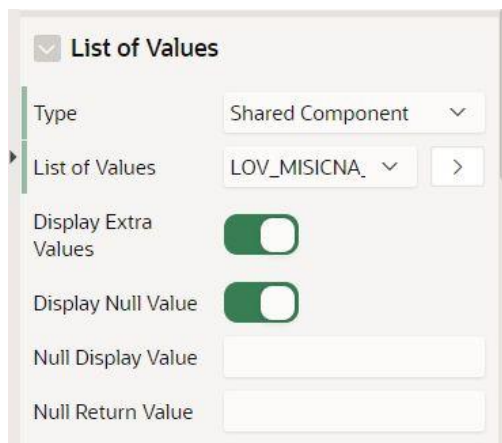 List of Values
Type
Shared Component
List of Values
LOV_MISICNA_
Display Extra
Values
Display Null Value
Null Display Value
Null Return Value